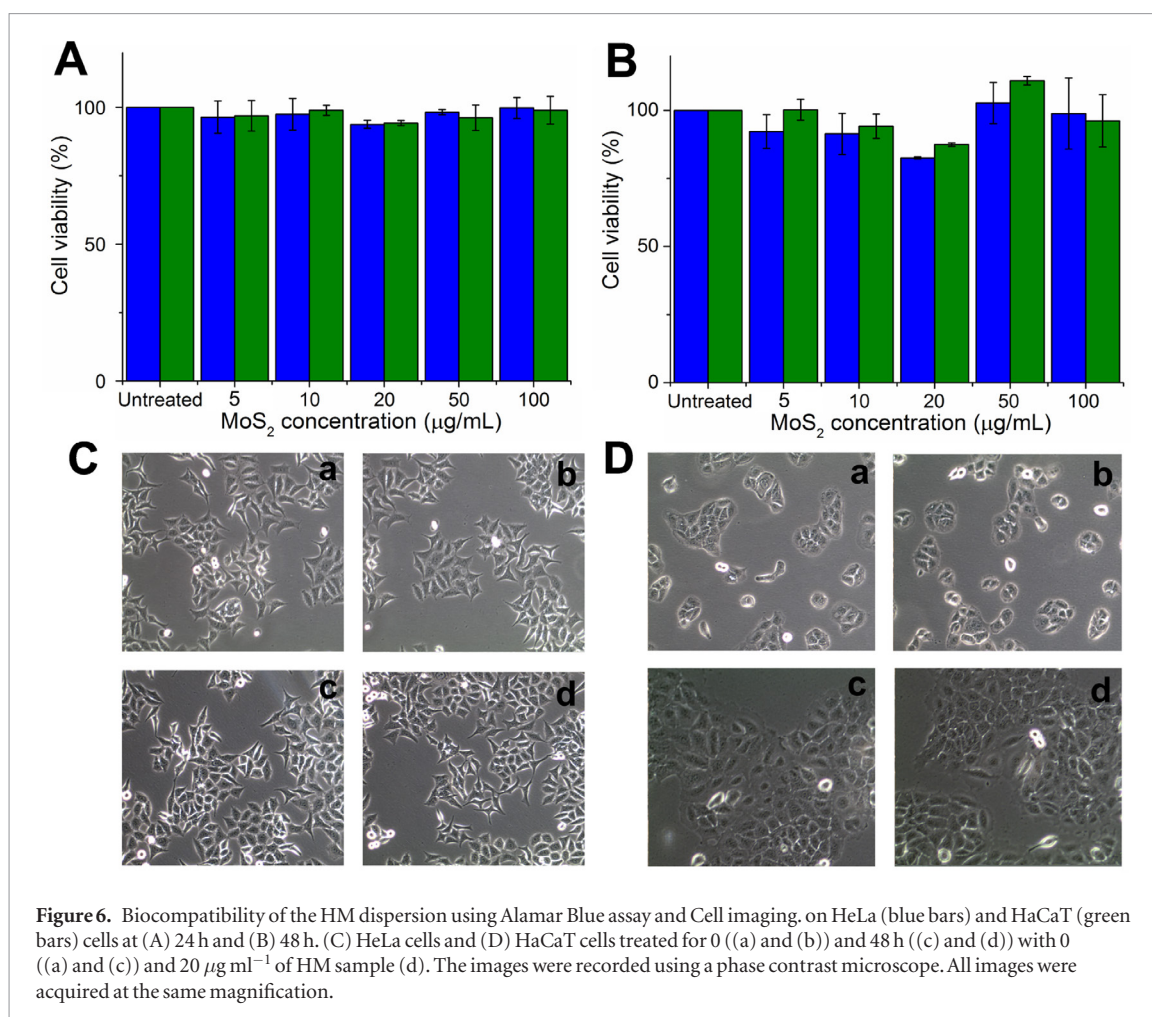 A
B
100
50
0
Cell viability (%)
Untreated 5 10 20 50 100
MoS₂ concentration (μg/mL)
100
50
0
Cell viability (%)
Untreated 5 10 20 50 100
MoS₂ concentration (μg/mL)
C
a
b
c
d
D
a
b
c
d
Figure 6. Biocompatibility of the HM dispersion using Alamar Blue assay and Cell imaging. on HeLa (blue bars) and HaCaT (green
bars) cells at (A) 24 h and (B) 48 h. (C) HeLa cells and (D) HaCaT cells treated for 0 ((a) and (b)) and 48 h ((c) and (d)) with 0
((a) and (c)) and 20 μg ml⁻¹ of HM sample (d). The images were recorded using a phase contrast microscope. All images were
acquired at the same magnification.